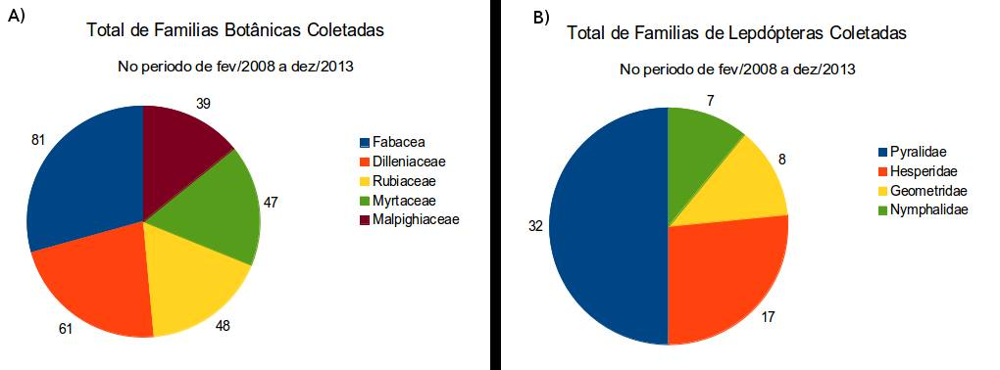 A)
Total de Familias Botânicas Coletadas
No periodo de fev/2008 a dez/2013
39
81
47
61
48
Fabacea
Dilleniaceae
Rubiaceae
Myrtaceae
Malpighiaceae
B)
Total de Familias de Lepdópteras Coletadas
No periodo de fev/2008 a dez/2013
7
8
32
17
Pyralidae
Hesperidae
Geometridae
Nymphalidae